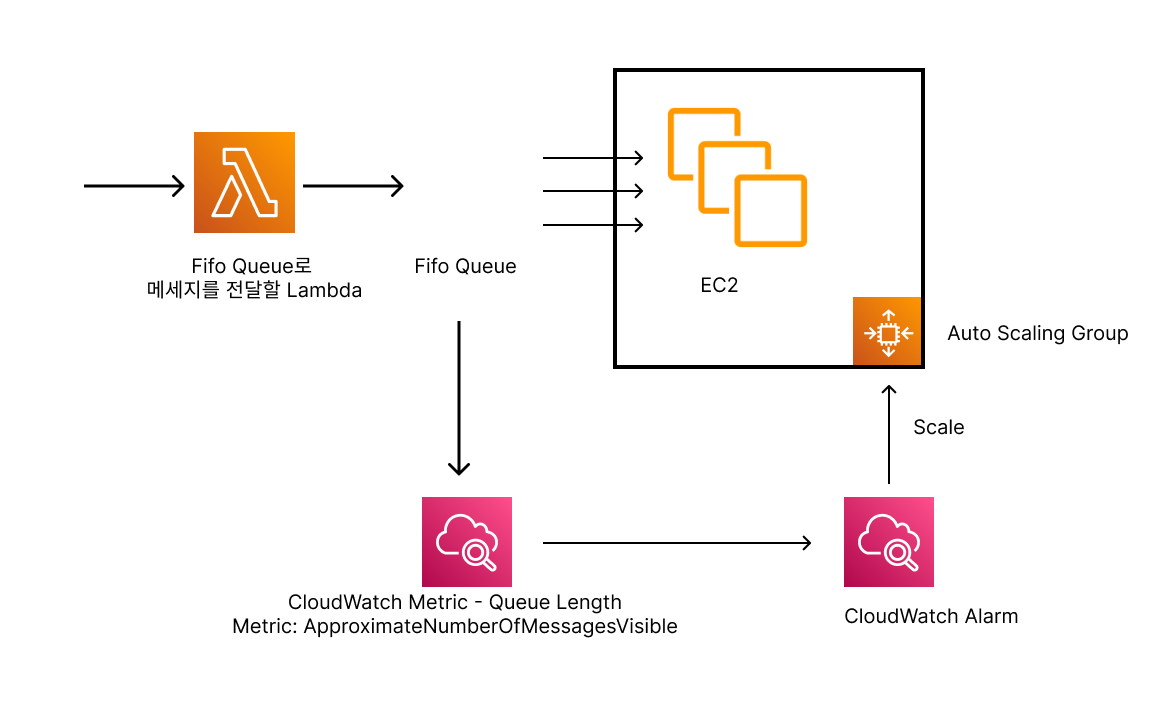 Fifo Queue로
메세지를 전달할 Lambda
Fifo Queue
EC2
Auto Scaling Group
Scale
CloudWatch Metric - Queue Length
Metric: ApproximateNumberOfMessagesVisible
CloudWatch Alarm